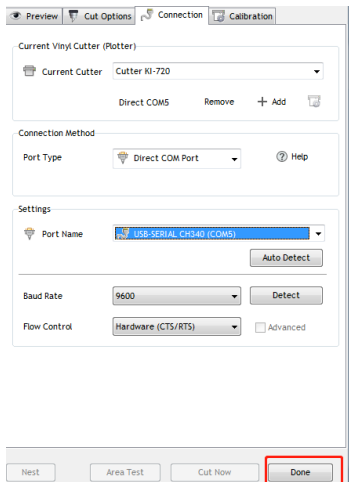 Preview Cut Options Connection Calibration
Current Vinyl Cutter (Plotter)
Current Cutter Cutter KI-720
Direct COM5 Remove Add
Connection Method
Port Type Direct COM Port Help
Settings
Port Name USB-SERIAL CH340 (COM5)
Auto Detect
Baud Rate 9600 Detect
Flow Control Hardware (CTS/RTS) Advanced
Nest Area Test Cut Now Done